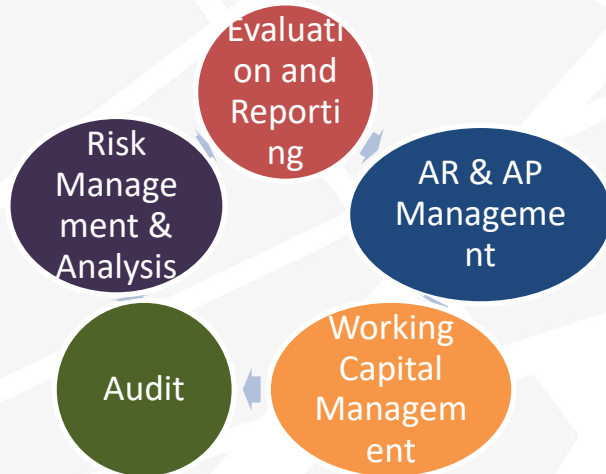 Evaluati
on and
Reporti
ng
AR & AP
Manageme
nt
Working
Capital
Managem
ent
Audit
Risk
Manage
ment &
Analysis